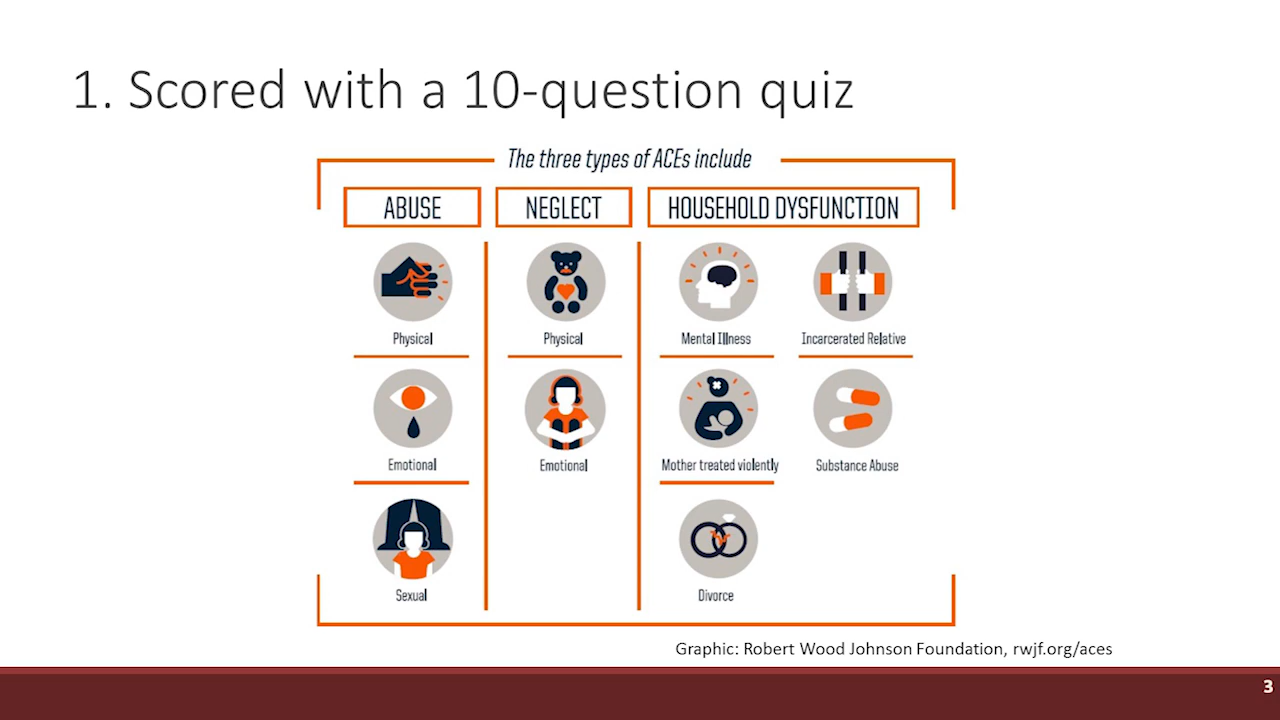 1. Scored with a 10-question quiz
The three types of ACEs include
ABUSE
NEGLECT
HOUSEHOLD DYSFUNCTION
Physical
Physical
Mental Illness
Incarcerated Relative
Emotional
Emotional
Mother treated violently
Substance Abuse
Sexual
Divorce
Graphic: Robert Wood Johnson Foundation, rwjf.org/aces
3